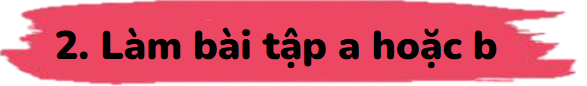 2. Làm bài tập a hoặc b